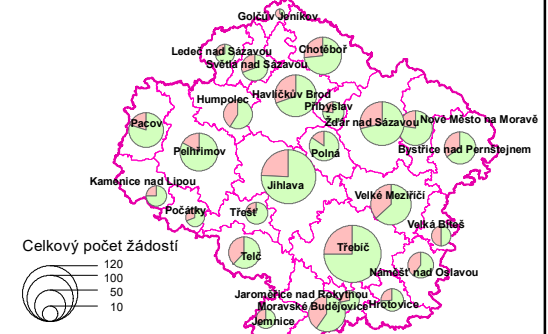 Golčův Jeníkov
Ledeč nad Sázavou
Chotěboř
Světlá nad Sázavou
Havlíčkův Brod
Humpolec
Přibyslav
Pacov
Žďár nad Sázavou
Nové Město na Moravě
Pelhřimov
Polná
Bystřice nad Pernštejnem
Kamenice nad Lipou
Jihlava
Velké Meziříčí
Počátky
Třešť
Velká Bíteš
Celkový počet žádostí
Telč
Třebíč
Náměšť nad Oslavou
120
100
50
10
Jaroměřice nad Rokytnou
Hrotovice
Moravské Budějovice
Jemnice